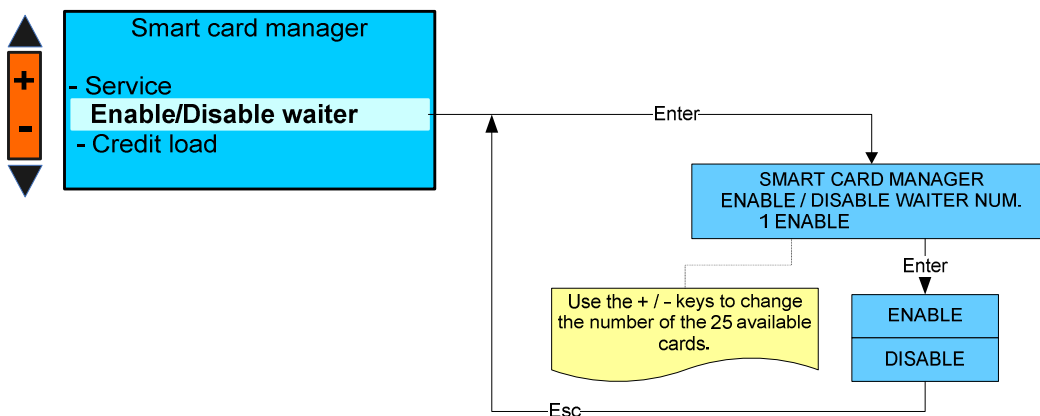 Smart card manager
+
-
- Service
Enable/Disable waiter
- Credit load
Enter
SMART CARD MANAGER
ENABLE / DISABLE WAITER NUM.
1 ENABLE
Enter
Use the + / - keys to change
the number of the 25 available
cards.
ENABLE
DISABLE
Esc